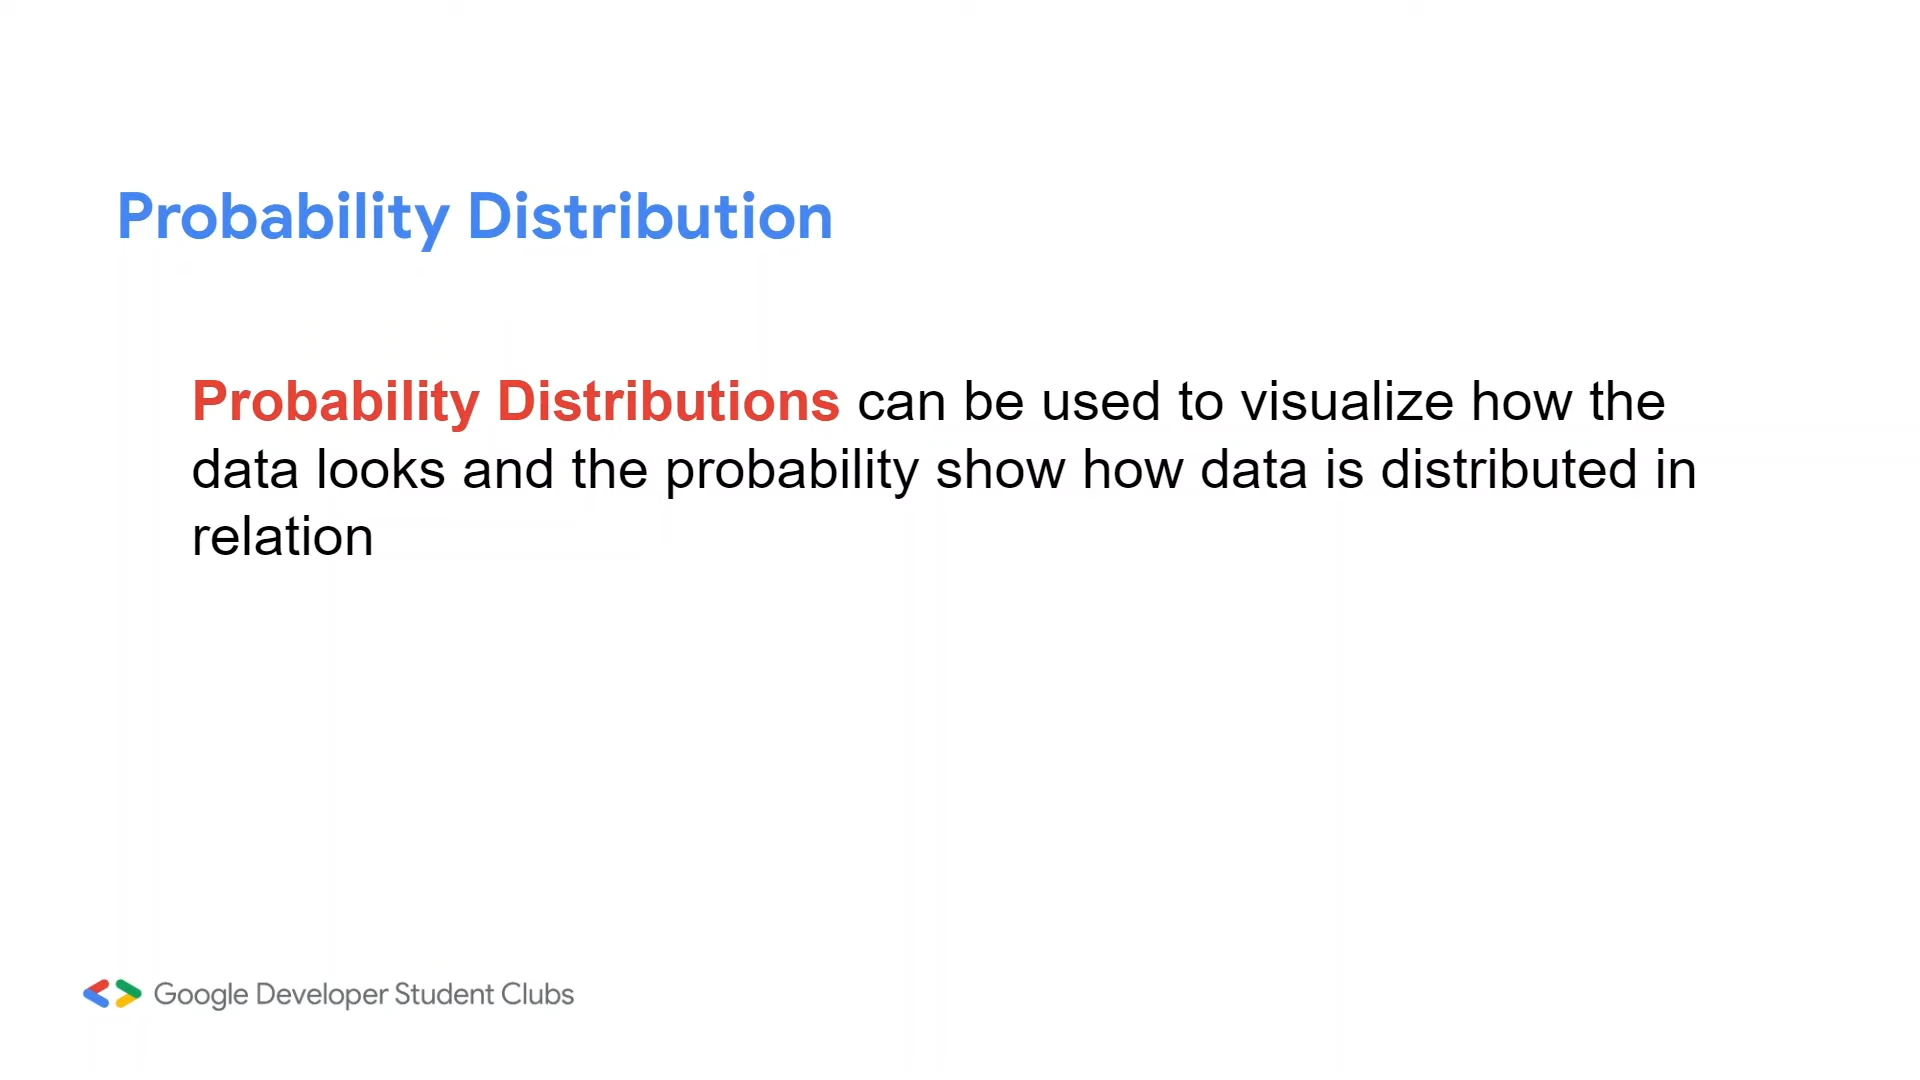 Probability Distribution
Probability Distributions can be used to visualize how the
data looks and the probability show how data is distributed in
relation
Google Developer Student Clubs